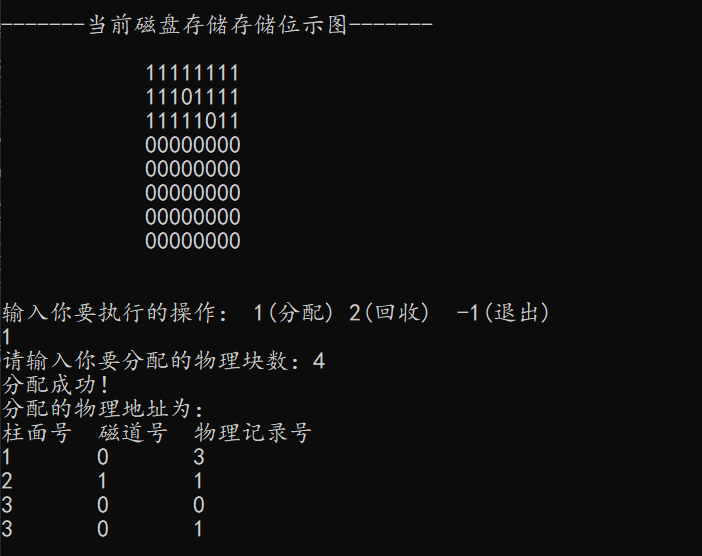 -------当前磁盘存储存储位示图-------
11111111
11101111
11111011
00000000
00000000
00000000
00000000
00000000
输入你要执行的操作： 1(分配) 2(回收)  -1(退出)
1
请输入你要分配的物理块数：4
分配成功！
分配的物理地址为：
柱面号  磁道号  物理记录号
1  0  3
2  1  1
3  0  0
3  0  1